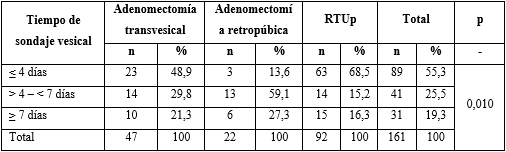 Tiempo de sondaje vesical Adenomectomía transvesical Adenomectomí a retropúbica RTUp Total p
n % n % n % n % -
≤ 4 días 23 48,9 3 13,6 63 68,5 89 55,3 0,010
> 4 – < 7 días 14 29,8 13 59,1 14 15,2 41 25,5
≥ 7 días 10 21,3 6 27,3 15 16,3 31 19,3
Total 47 100 22 100 92 100 161 100